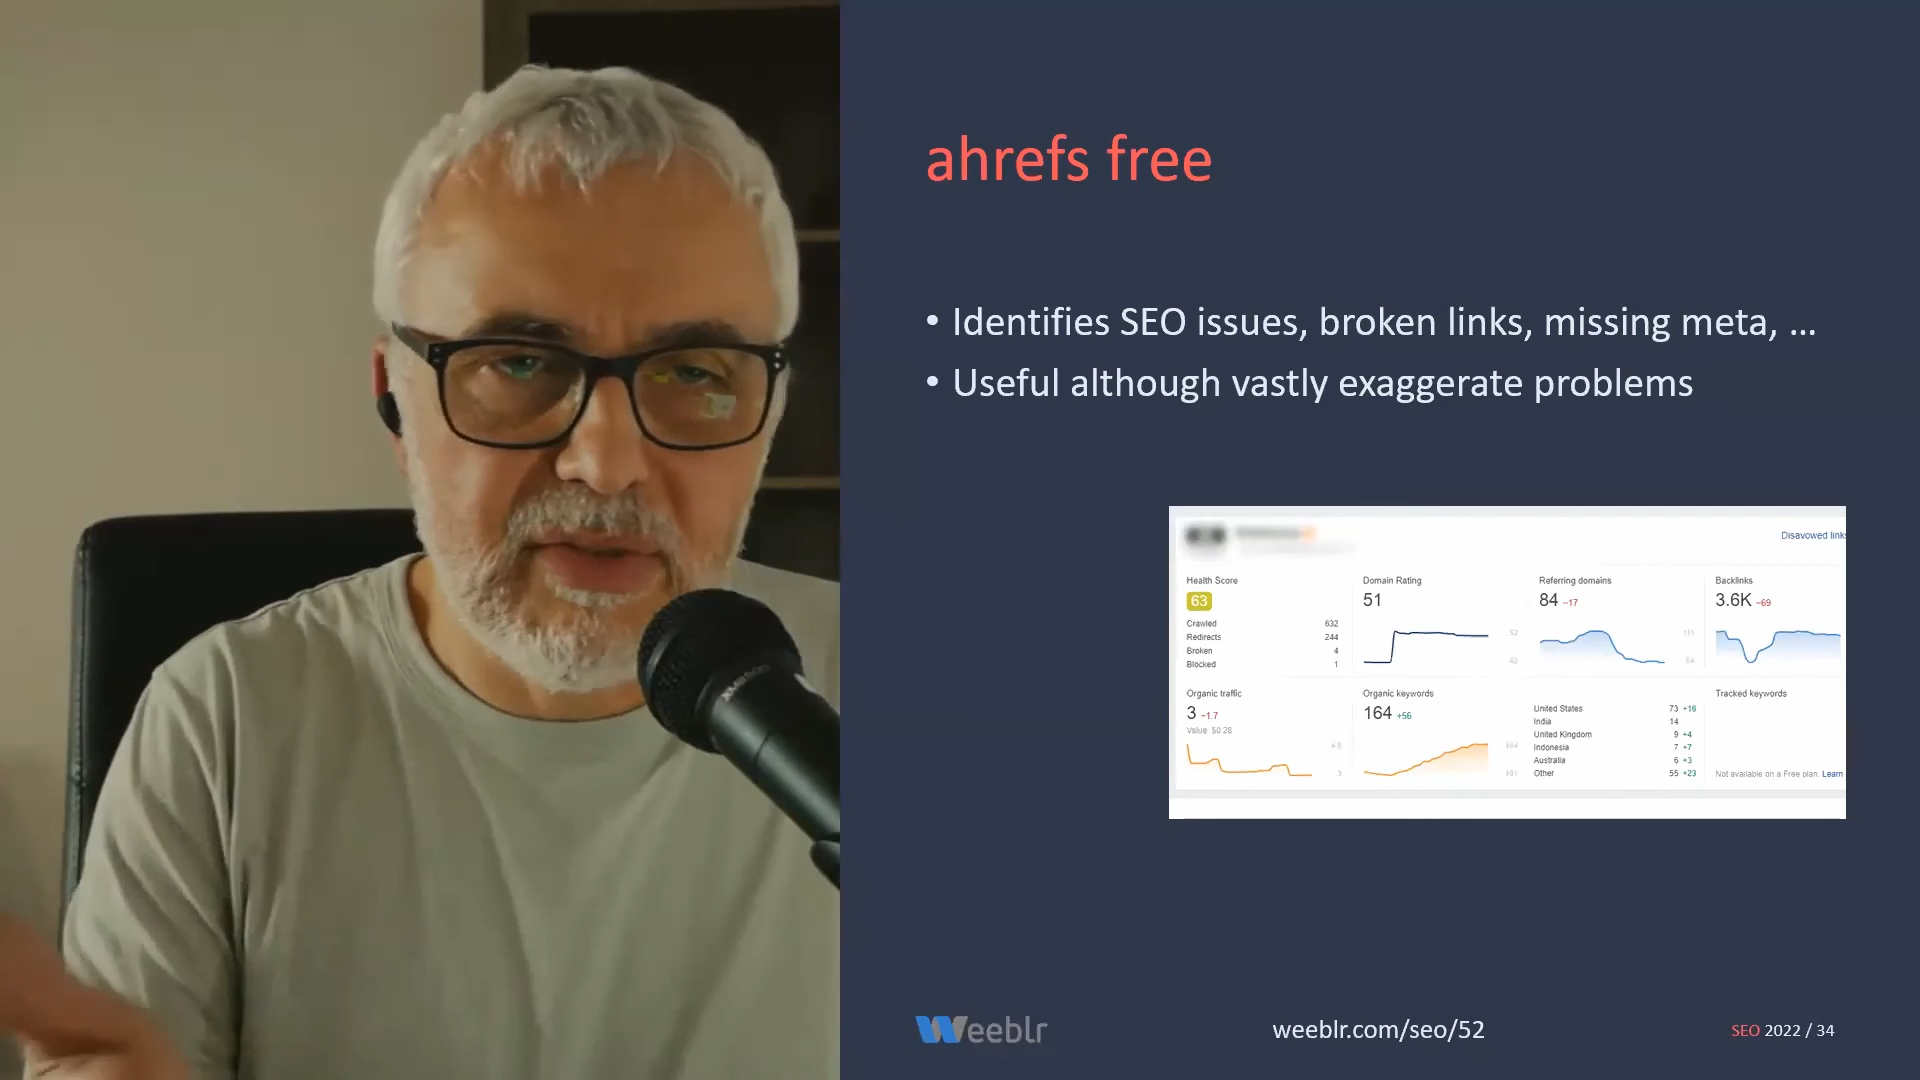 ahrefs free
• Identifies SEO issues, broken links, missing meta, ...
• Useful although vastly exaggerate problems
Disavowed link
Health Score
63
Crawled 632
Redirects 244
Broken 4
Blocked 1
Domain Rating
51
52
42
Referring domains
84 -17
Backlinks
3.6K -69
Organic traffic
3 -1.7
Organic keywords
164 +56
United States 73 +16
India 14
United Kingdom 9 +4
Indonesia 7 +7
Australia 6 +3
Other 55 +23
Tracked keywords
Not available on a Free plan. Learn
Weeblr
weeblr.com/seo/52
SEO 2022 / 34